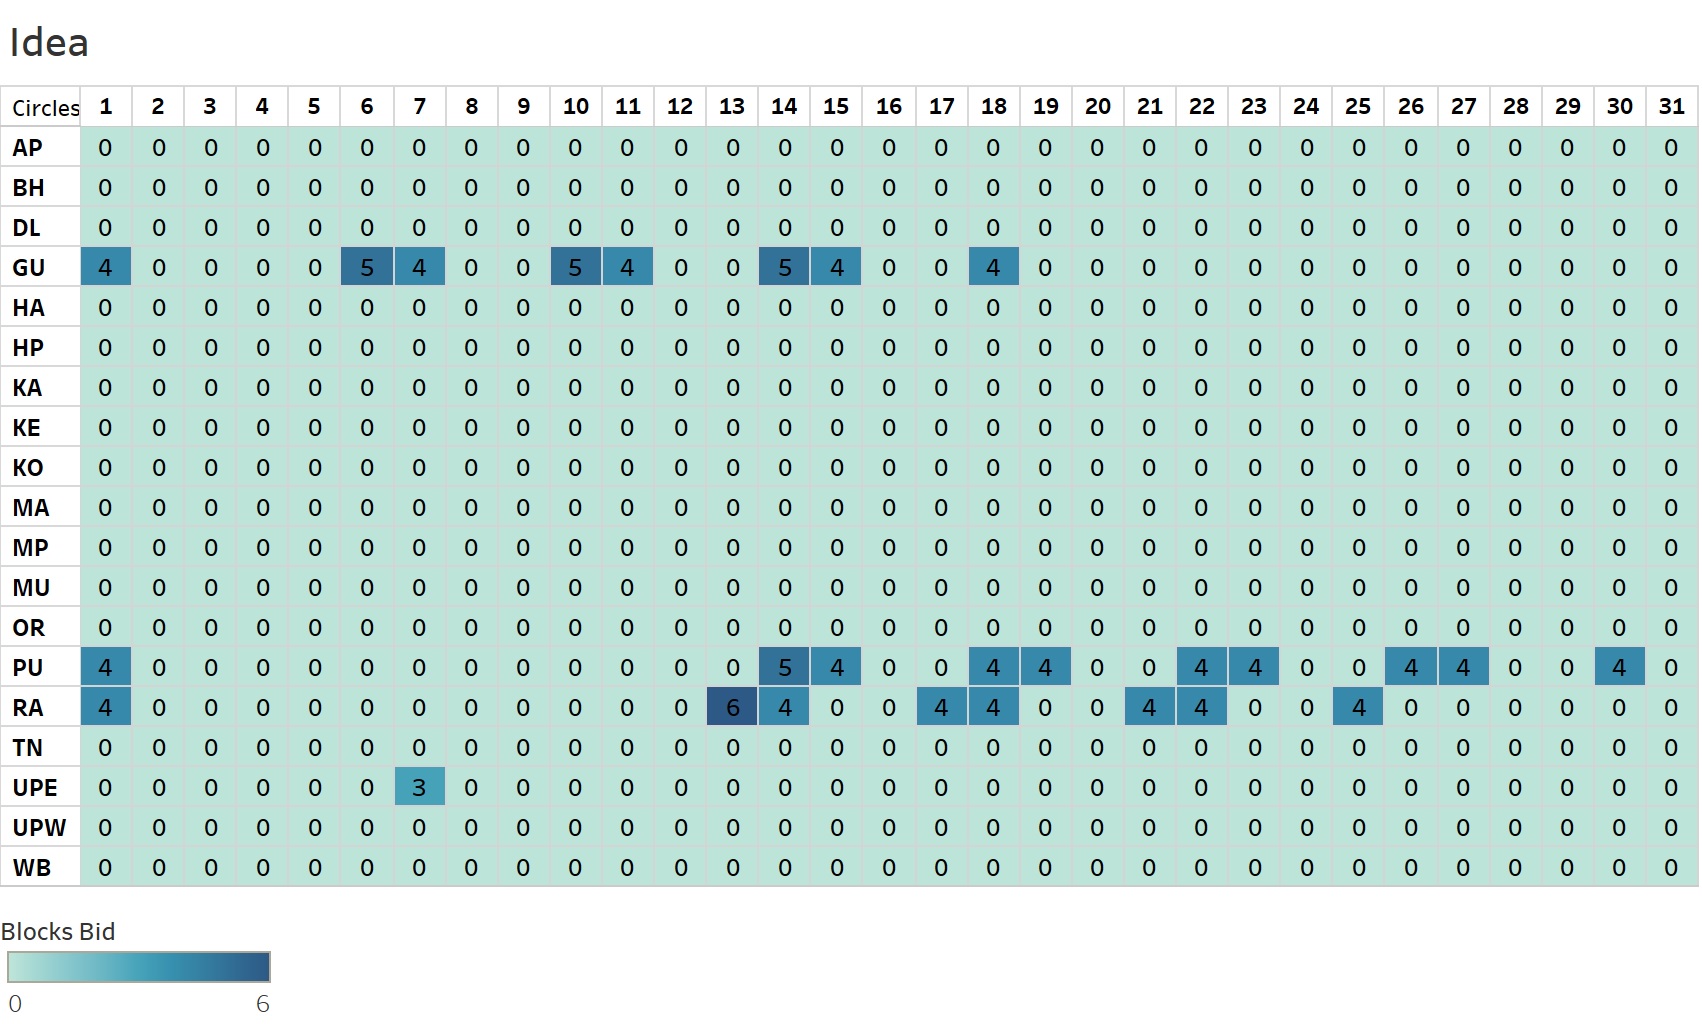 Idea
Circles 1 2 3 4 5 6 7 8 9 10 11 12 13 14 15 16 17 18 19 20 21 22 23 24 25 26 27 28 29 30 31
AP 0 0 0 0 0 0 0 0 0 0 0 0 0 0 0 0 0 0 0 0 0 0 0 0 0 0 0 0 0 0 0
BH 0 0 0 0 0 0 0 0 0 0 0 0 0 0 0 0 0 0 0 0 0 0 0 0 0 0 0 0 0 0 0
DL 0 0 0 0 0 0 0 0 0 0 0 0 0 0 0 0 0 0 0 0 0 0 0 0 0 0 0 0 0 0 0
GU 4 0 0 0 0 5 4 0 0 5 4 0 0 5 4 0 0 4 0 0 0 0 0 0 0 0 0 0 0 0 0
HA 0 0 0 0 0 0 0 0 0 0 0 0 0 0 0 0 0 0 0 0 0 0 0 0 0 0 0 0 0 0 0
HP 0 0 0 0 0 0 0 0 0 0 0 0 0 0 0 0 0 0 0 0 0 0 0 0 0 0 0 0 0 0 0
KA 0 0 0 0 0 0 0 0 0 0 0 0 0 0 0 0 0 0 0 0 0 0 0 0 0 0 0 0 0 0 0
KE 0 0 0 0 0 0 0 0 0 0 0 0 0 0 0 0 0 0 0 0 0 0 0 0 0 0 0 0 0 0 0
KO 0 0 0 0 0 0 0 0 0 0 0 0 0 0 0 0 0 0 0 0 0 0 0 0 0 0 0 0 0 0 0
MA 0 0 0 0 0 0 0 0 0 0 0 0 0 0 0 0 0 0 0 0 0 0 0 0 0 0 0 0 0 0 0
MP 0 0 0 0 0 0 0 0 0 0 0 0 0 0 0 0 0 0 0 0 0 0 0 0 0 0 0 0 0 0 0
MU 0 0 0 0 0 0 0 0 0 0 0 0 0 0 0 0 0 0 0 0 0 0 0 0 0 0 0 0 0 0 0
OR 0 0 0 0 0 0 0 0 0 0 0 0 0 0 0 0 0 0 0 0 0 0 0 0 0 0 0 0 0 0 0
PU 4 0 0 0 0 0 0 0 0 0 0 0 0 5 4 0 0 4 4 0 0 4 4 0 0 4 4 0 0 4 0
RA 4 0 0 0 0 0 0 0 0 0 0 0 6 4 0 0 4 4 0 0 4 4 0 0 4 0 0 0 0 0 0
TN 0 0 0 0 0 0 0 0 0 0 0 0 0 0 0 0 0 0 0 0 0 0 0 0 0 0 0 0 0 0 0
UPE 0 0 0 0 0 0 3 0 0 0 0 0 0 0 0 0 0 0 0 0 0 0 0 0 0 0 0 0 0 0 0
UPW 0 0 0 0 0 0 0 0 0 0 0 0 0 0 0 0 0 0 0 0 0 0 0 0 0 0 0 0 0 0 0
WB 0 0 0 0 0 0 0 0 0 0 0 0 0 0 0 0 0 0 0 0 0 0 0 0 0 0 0 0 0 0 0
Blocks Bid
0 6